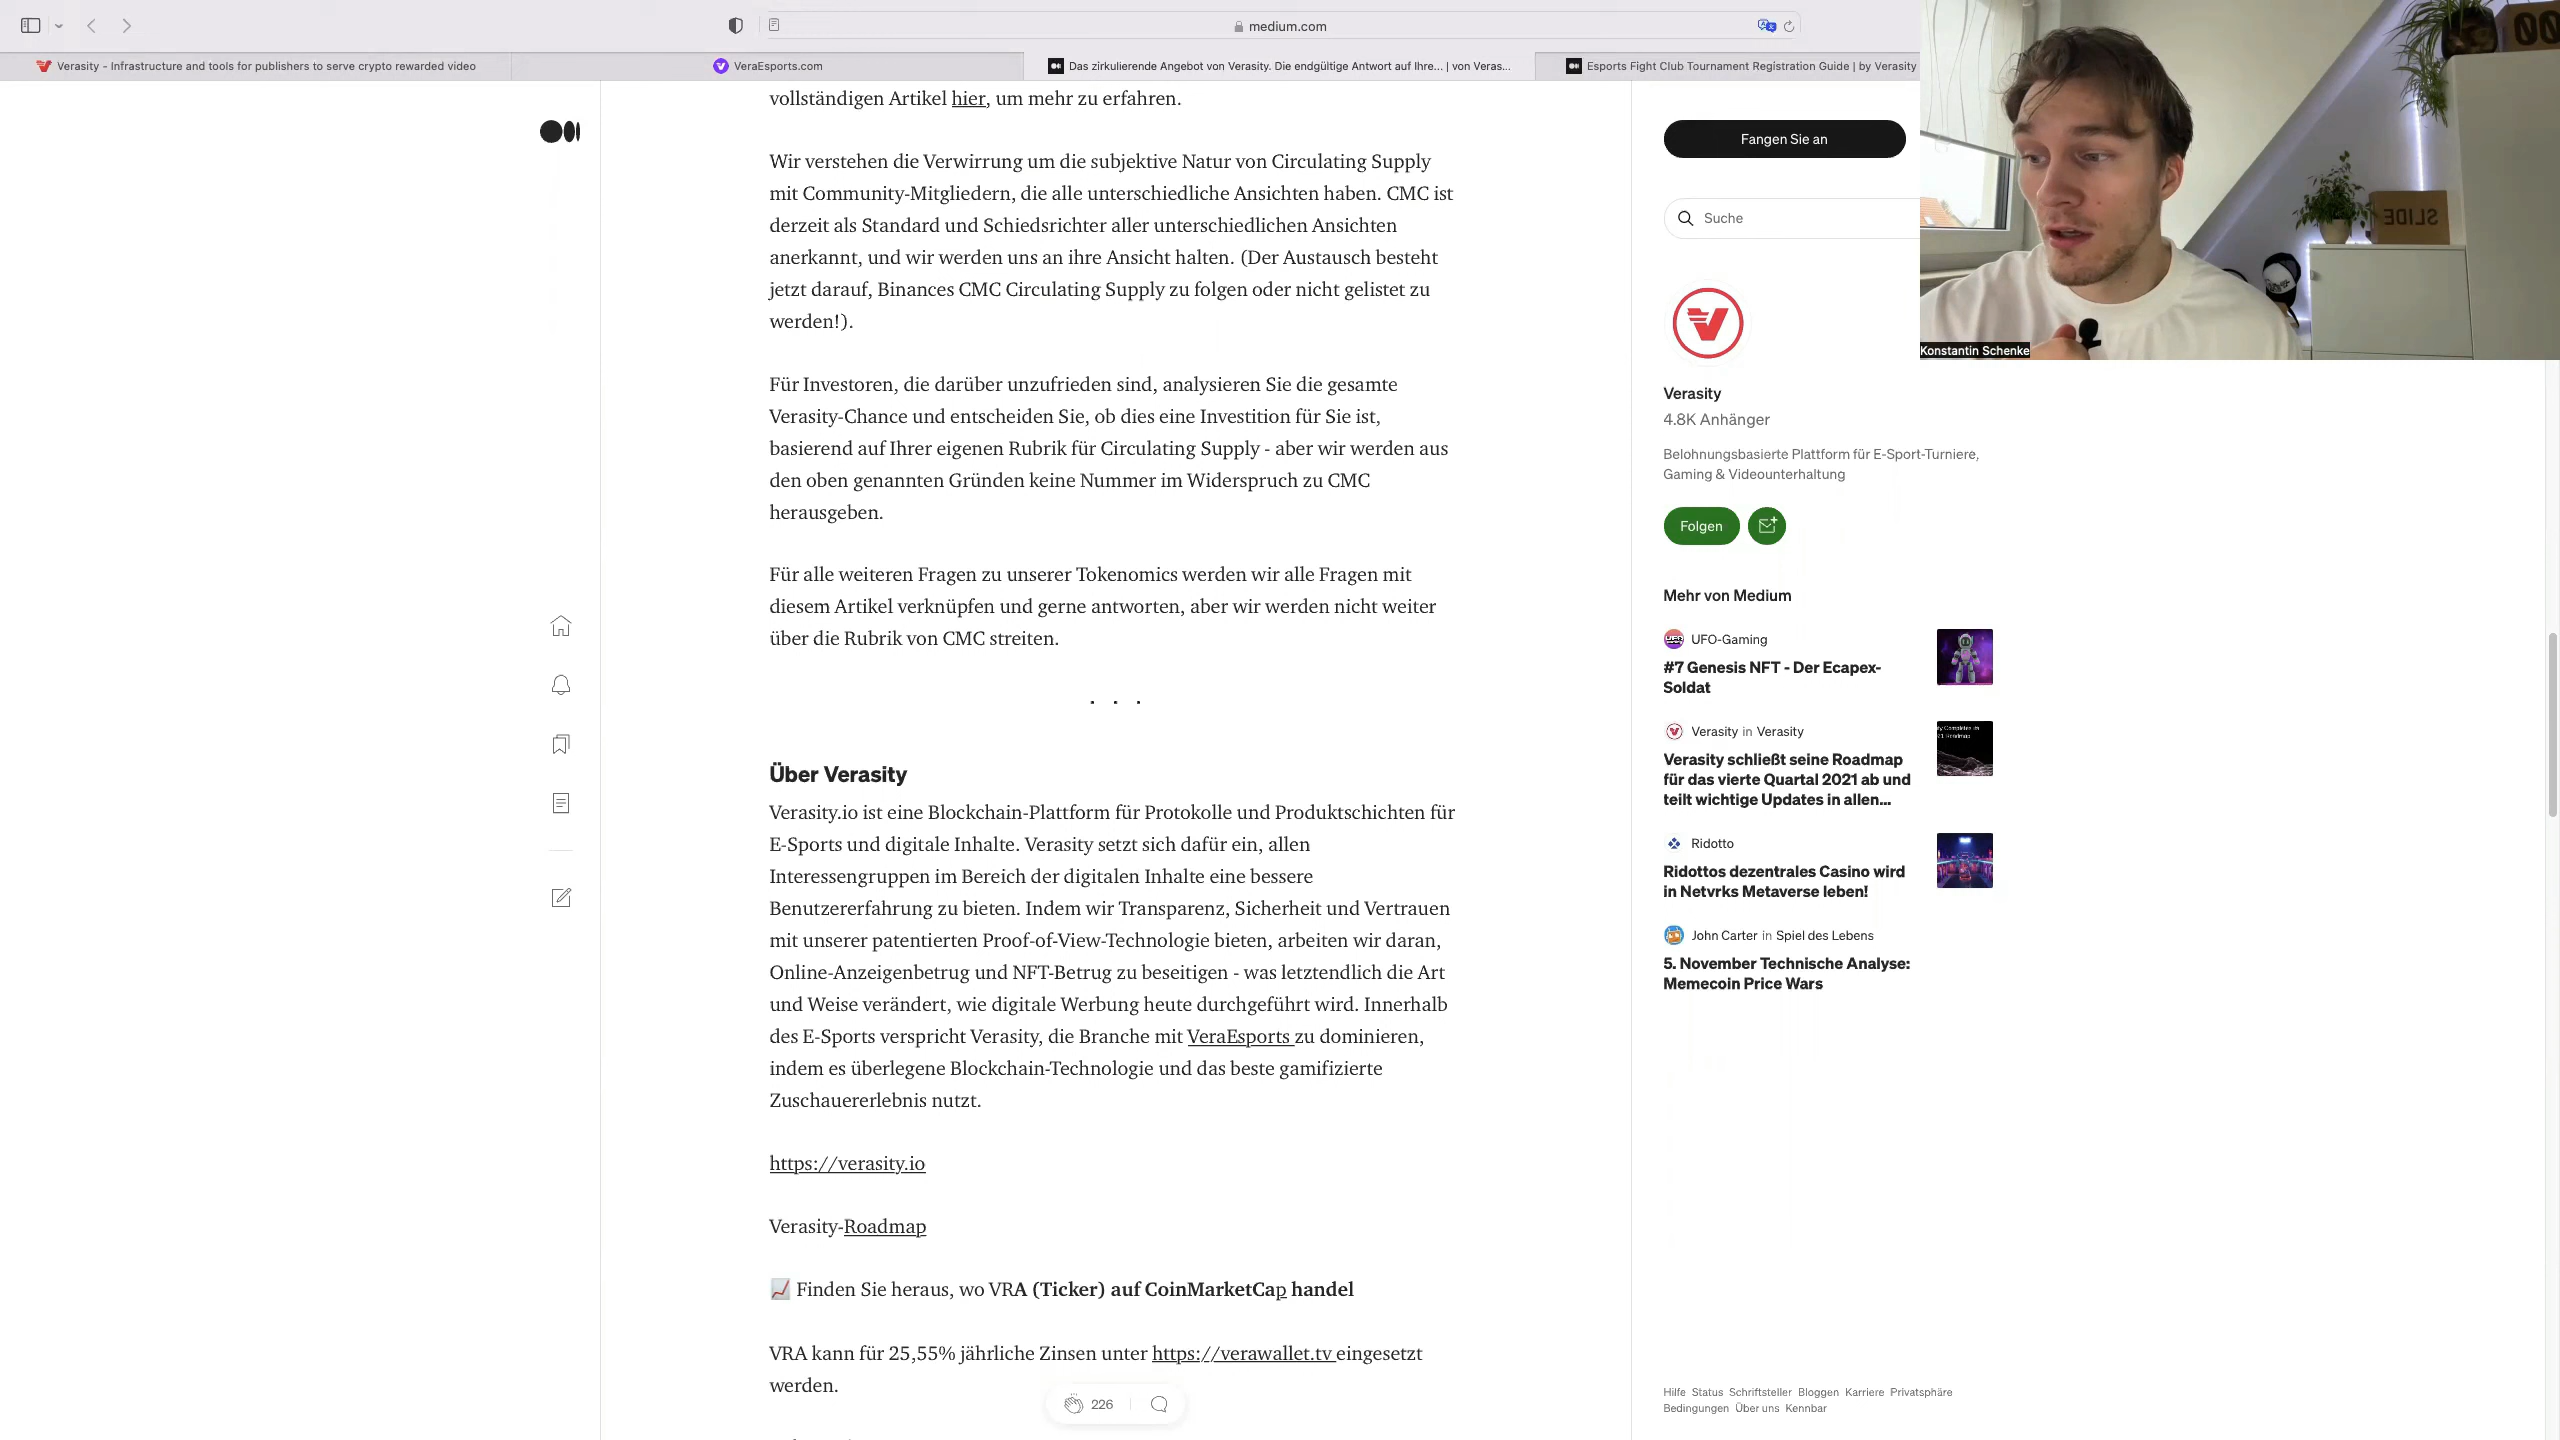 medium.com
Verasity - Infrastructure and tools for publishers to serve crypto rewarded video
VeraEsports.com
Das zirkulierende Angebot von Verasity. Die endgültige Antwort auf Ihre... | von Veras...
Esports Fight Club Tournament Registration Guide | by Verasity
vollständigen Artikel hier, um mehr zu erfahren.
Wir verstehen die Verwirrung um die subjektive Natur von Circulating Supply
mit Community-Mitgliedern, die alle unterschiedliche Ansichten haben. CMC ist
derzeit als Standard und Schiedsrichter aller unterschiedlichen Ansichten
anerkannt, und wir werden uns an ihre Ansicht halten. (Der Austausch besteht
jetzt darauf, Binances CMC Circulating Supply zu folgen oder nicht gelistet zu
werden!).
Für Investoren, die darüber unzufrieden sind, analysieren Sie die gesamte
Verasity-Chance und entscheiden Sie, ob dies eine Investition für Sie ist,
basierend auf Ihrer eigenen Rubrik für Circulating Supply - aber wir werden aus
den oben genannten Gründen keine Nummer im Widerspruch zu CMC
herausgeben.
Für alle weiteren Fragen zu unserer Tokenomics werden wir alle Fragen mit
diesem Artikel verknüpfen und gerne antworten, aber wir werden nicht weiter
über die Rubrik von CMC streiten.
. . .
Über Verasity
Verasity.io ist eine Blockchain-Plattform für Protokolle und Produktschichten für
E-Sports und digitale Inhalte. Verasity setzt sich dafür ein, allen
Interessengruppen im Bereich der digitalen Inhalte eine bessere
Benutzererfahrung zu bieten. Indem wir Transparenz, Sicherheit und Vertrauen
mit unserer patentierten Proof-of-View-Technologie bieten, arbeiten wir daran,
Online-Anzeigenbetrug und NFT-Betrug zu beseitigen - was letztendlich die Art
und Weise verändert, wie digitale Werbung heute durchgeführt wird. Innerhalb
des E-Sports verspricht Verasity, die Branche mit VeraEsports zu dominieren,
indem es überlegene Blockchain-Technologie und das beste gamifizierte
Zuschauererlebnis nutzt.
https://verasity.io
Verasity-Roadmap
📈 Finden Sie heraus, wo VRA (Ticker) auf CoinMarketCap handel
VRA kann für 25,55% jährliche Zinsen unter https://verawallet.tv eingesetzt
werden.
226
Fangen Sie an
Suche
Verasity
4.8K Anhänger
Belohnungsbasierte Plattform für E-Sport-Turniere,
Gaming & Videounterhaltung
Folgen
Mehr von Medium
UFO-Gaming
#7 Genesis NFT - Der Ecapex-
Soldat
Verasity in Verasity
Verasity schließt seine Roadmap
für das vierte Quartal 2021 ab und
teilt wichtige Updates in allen...
Ridotto
Ridottos dezentrales Casino wird
in Netvrks Metaverse leben!
John Carter in Spiel des Lebens
5. November Technische Analyse:
Memecoin Price Wars
Hilfe Status Schriftsteller Bloggen Karriere Privatsphäre
Bedingungen Über uns Kennbar
SLIDE
Konstantin Schenke